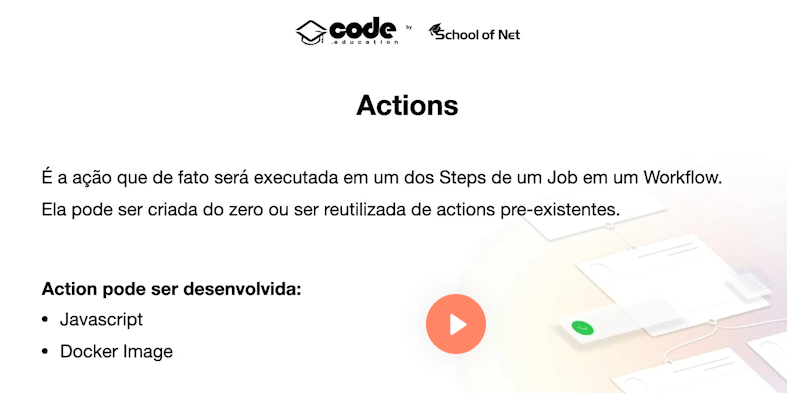 code by School of Net
.education
Actions
É a ação que de fato será executada em um dos Steps de um Job em um Workflow.
Ela pode ser criada do zero ou ser reutilizada de actions pre-existentes.
Action pode ser desenvolvida:
• Javascript
• Docker Image